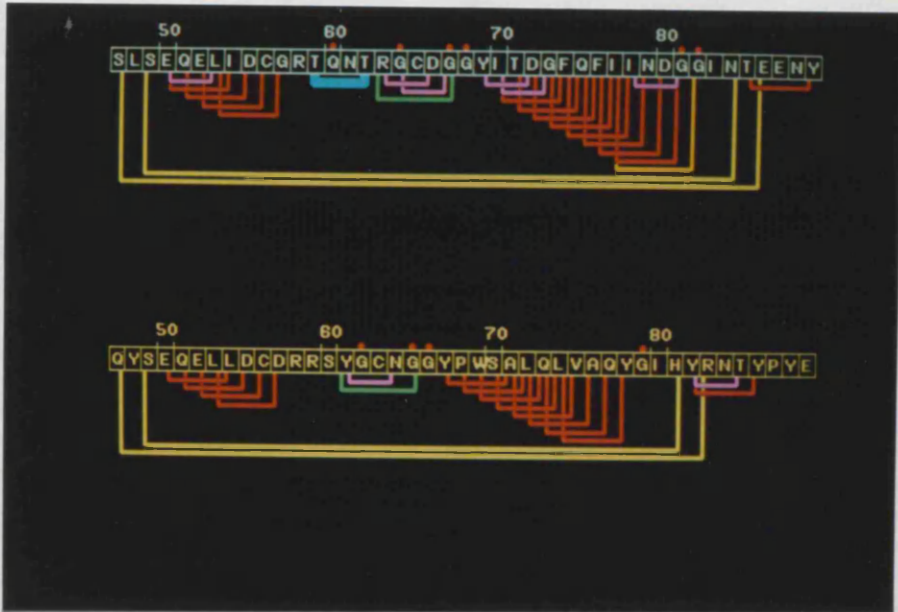 50 60 70 80
SLSEQELIDCGRTQNTRGCDGGYITDGFQFIINDGGINTEENY
50 60 70 80
QYSEQELLDCDRRSYGCNGGYPWSALQLVAQYGIHYRNTYPYE